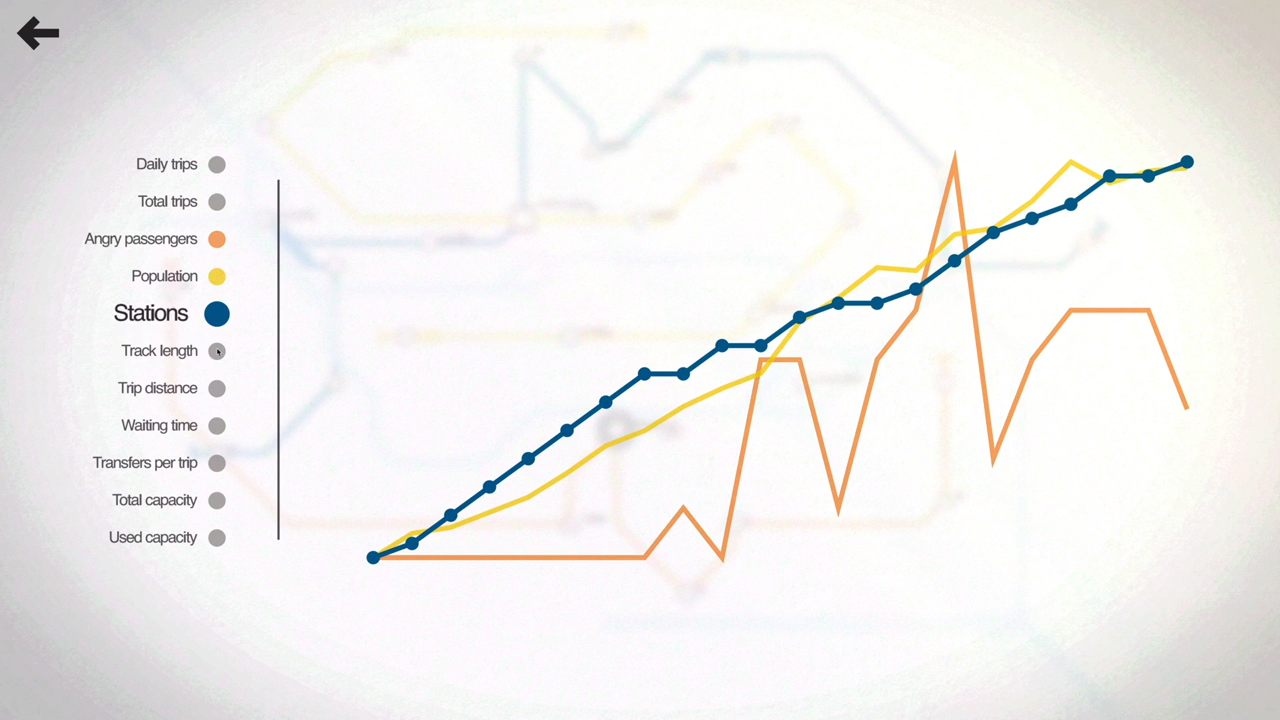 Daily trips
Total trips
Angry passengers
Population
Stations
Track length
Trip distance
Waiting time
Transfers per trip
Total capacity
Used capacity